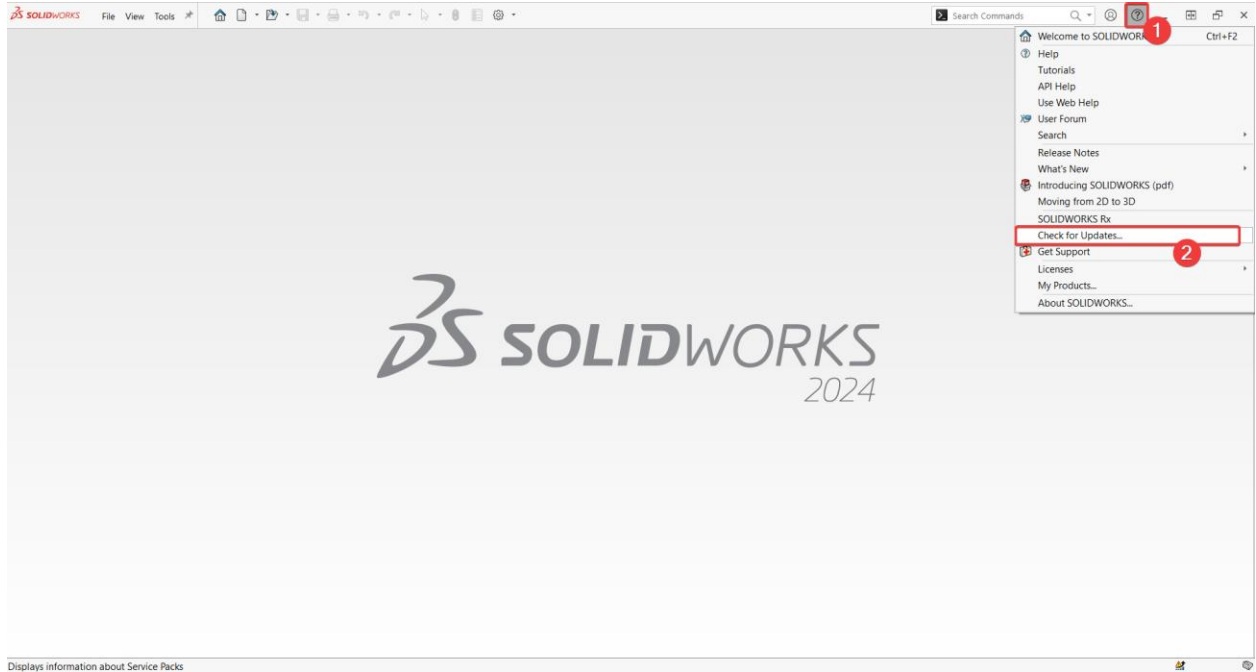 SOLIDWORKS File View Tools Search Commands
1
Welcome to SOLIDWOR Ctrl+F2
Help
Tutorials
API Help
Use Web Help
User Forum
Search
Release Notes
What's New
Introducing SOLIDWORKS (pdf)
Moving from 2D to 3D
SOLIDWORKS Rx
Check for Updates...
2
Get Support
Licenses
My Products...
About SOLIDWORKS...
SOLIDWORKS
2024
Displays information about Service Packs